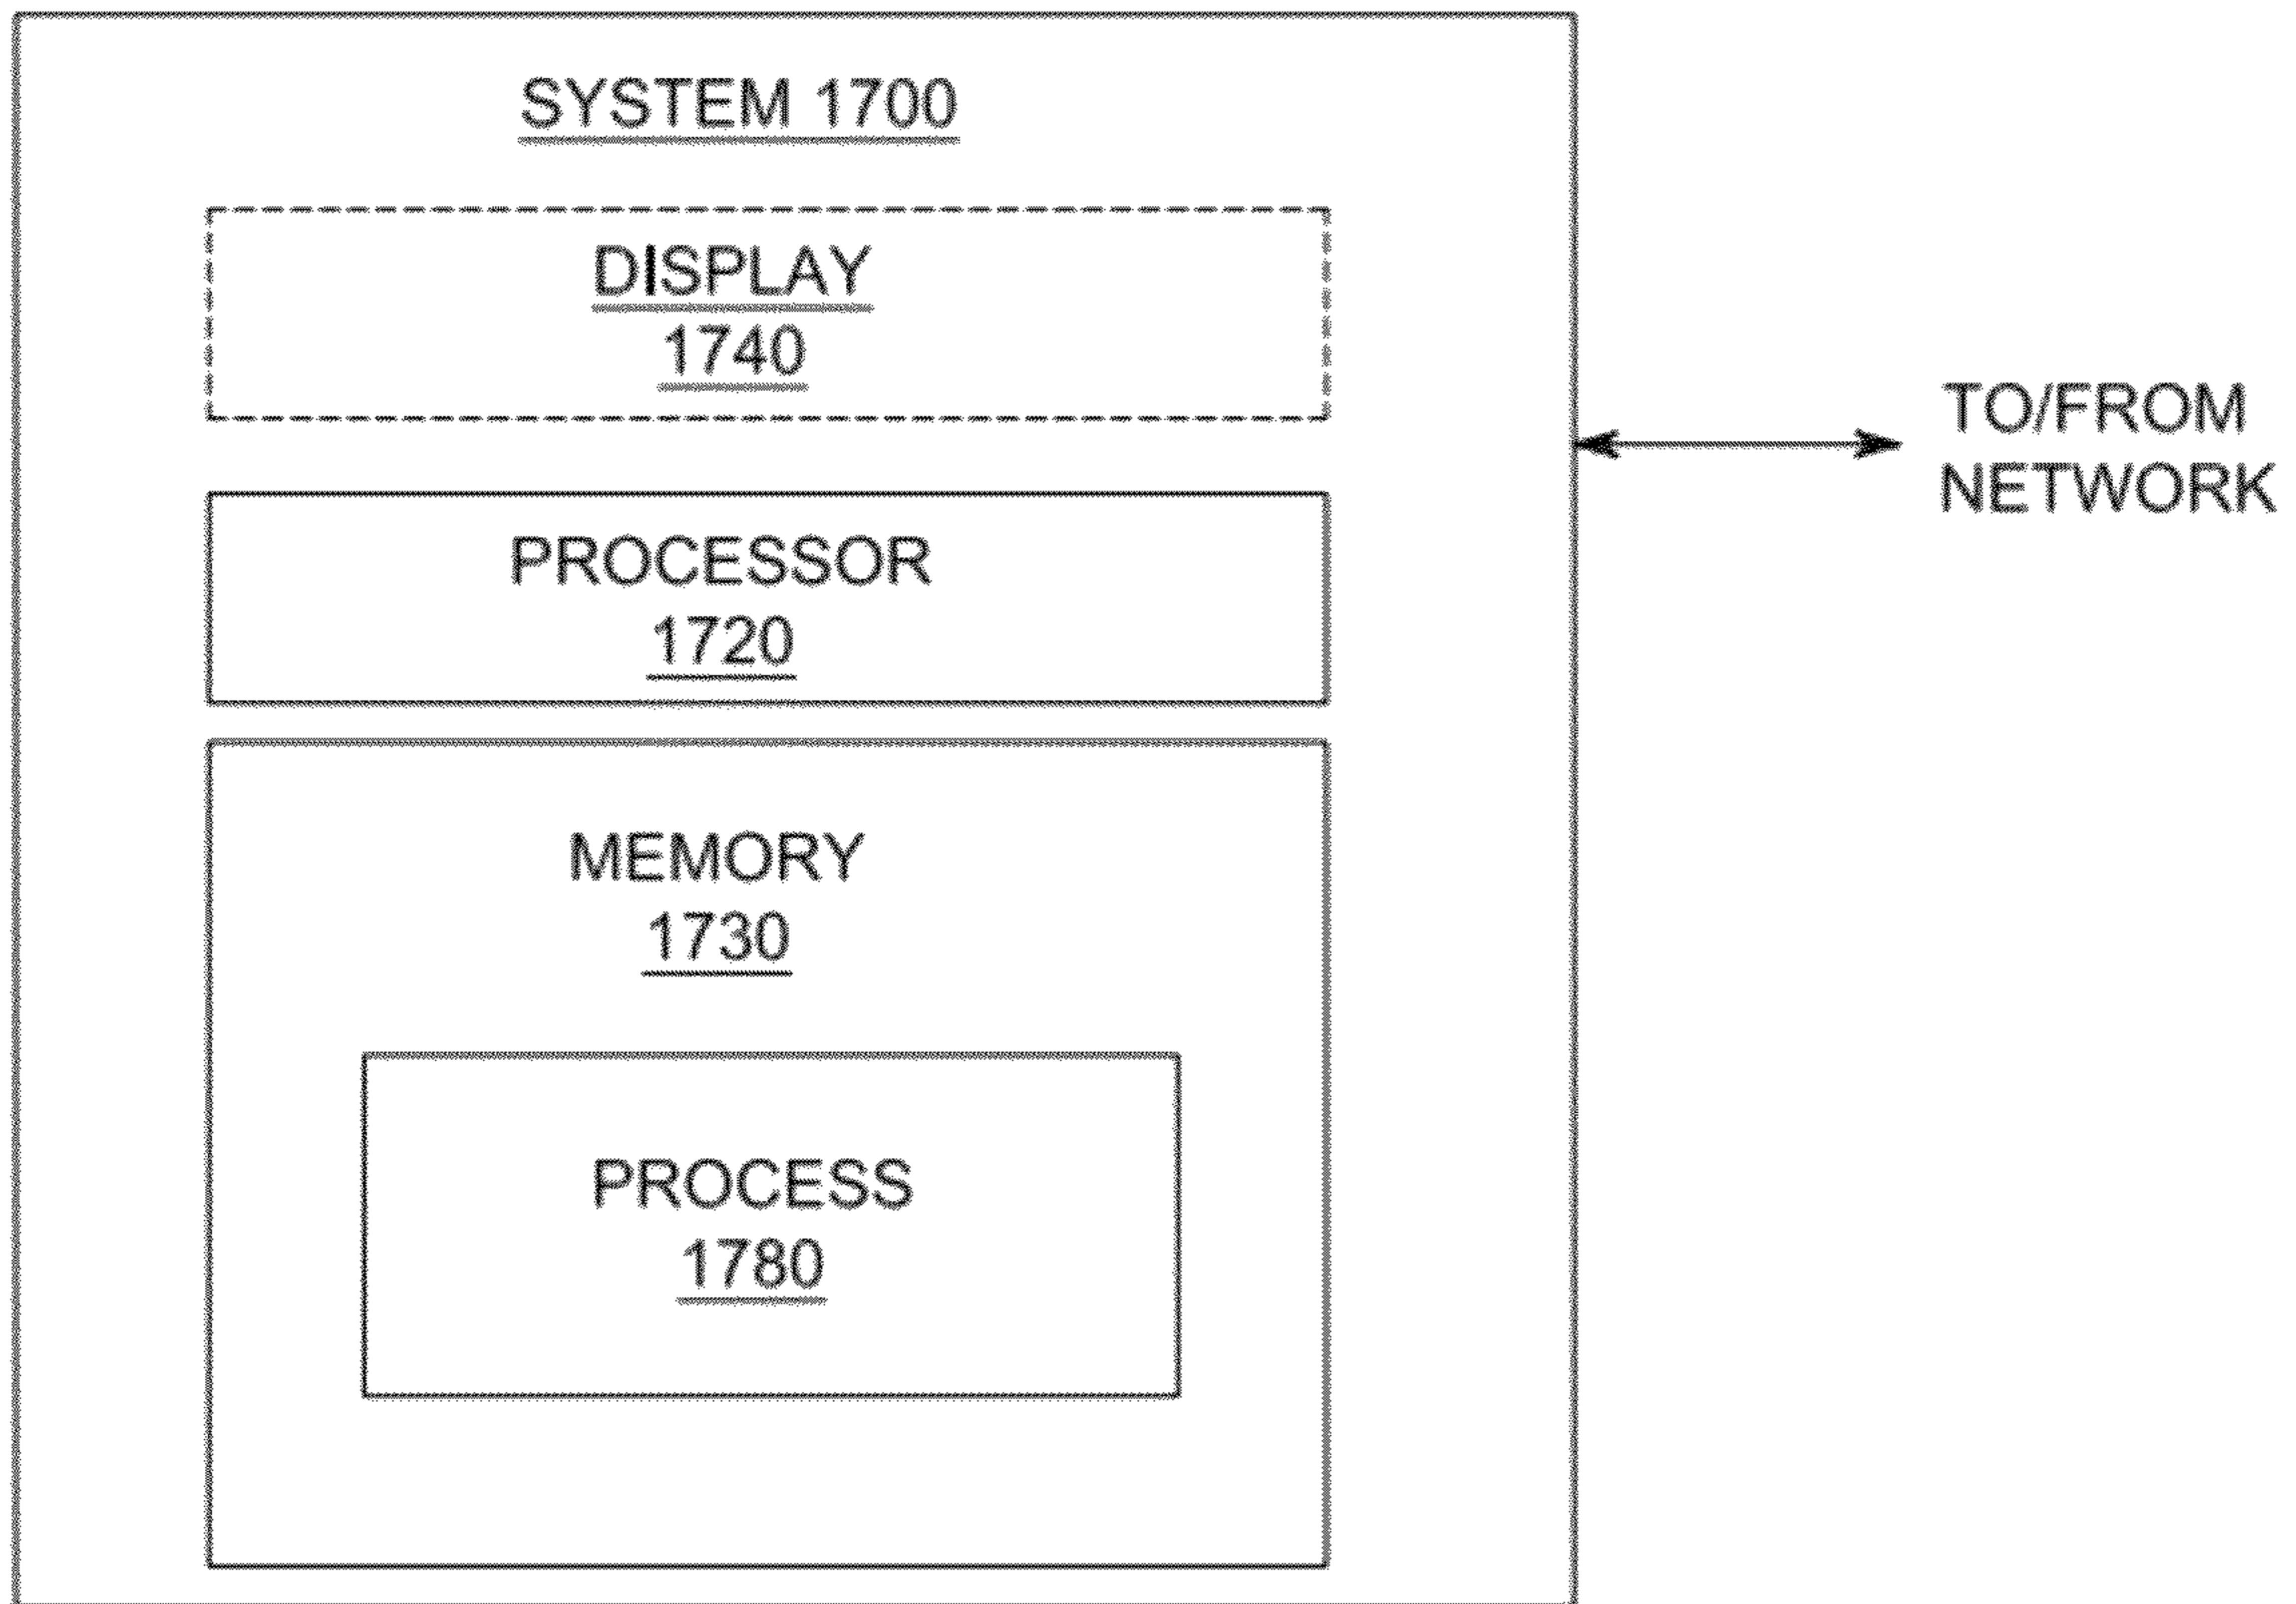 SYSTEM 1700
DISPLAY
1740
TO/FROM
NETWORK
PROCESSOR
1720
MEMORY
1730
PROCESS
1780